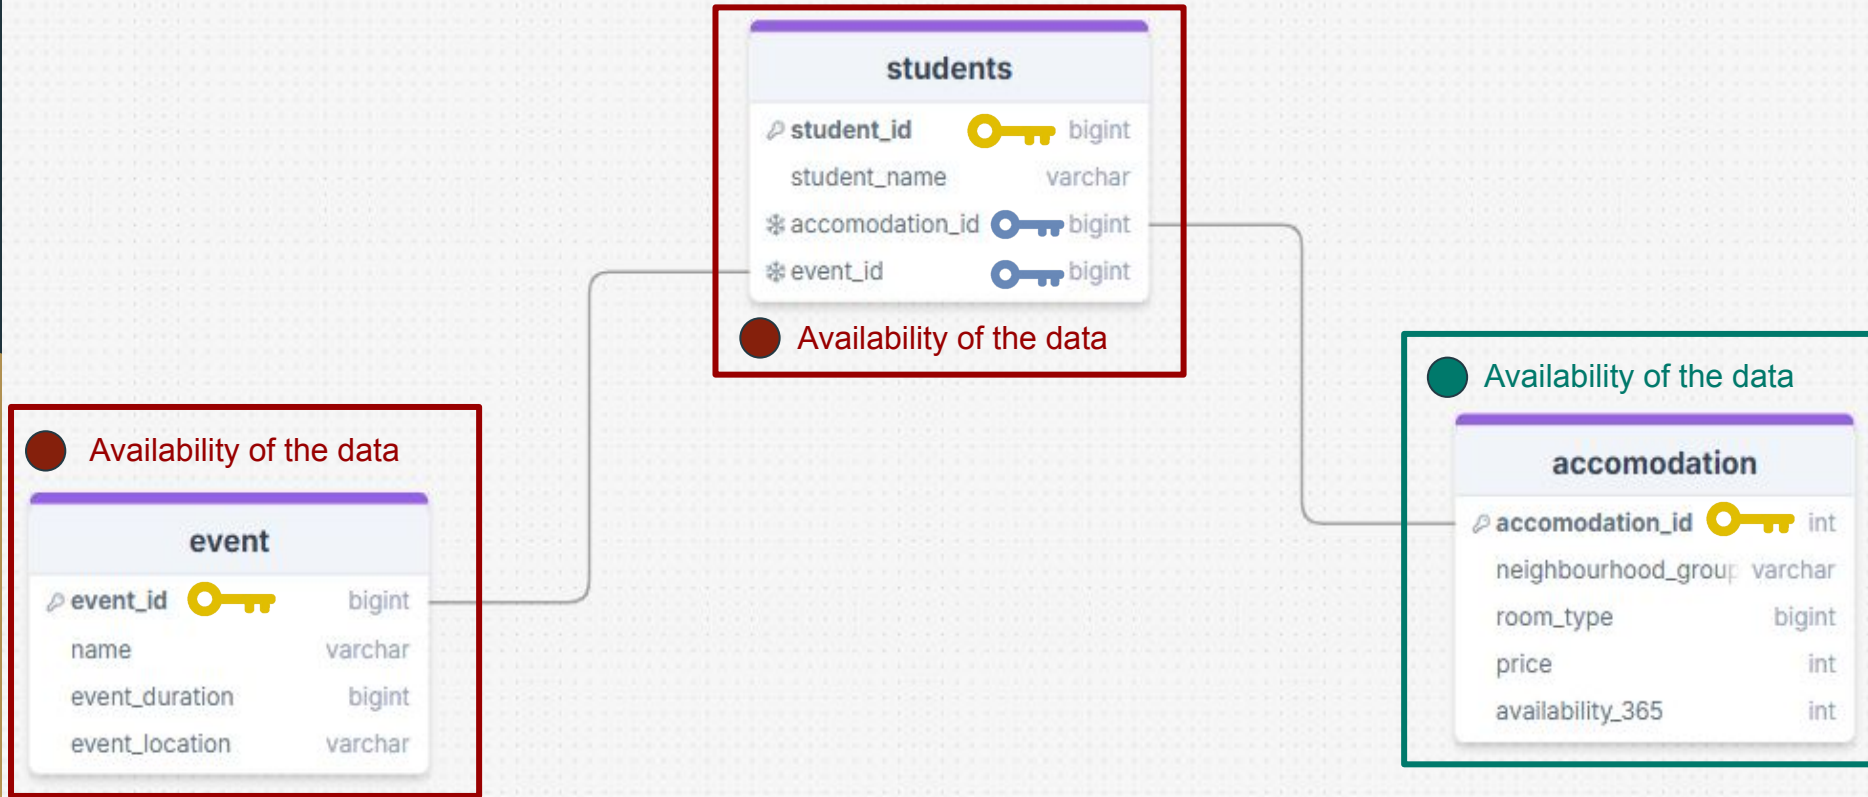 students
student_id bigint
student_name varchar
accomodation_id bigint
event_id bigint
Availability of the data
Availability of the data
event
event_id bigint
name varchar
event_duration bigint
event_location varchar
Availability of the data
accomodation
accomodation_id int
neighbourhood_group varchar
room_type bigint
price int
availability_365 int